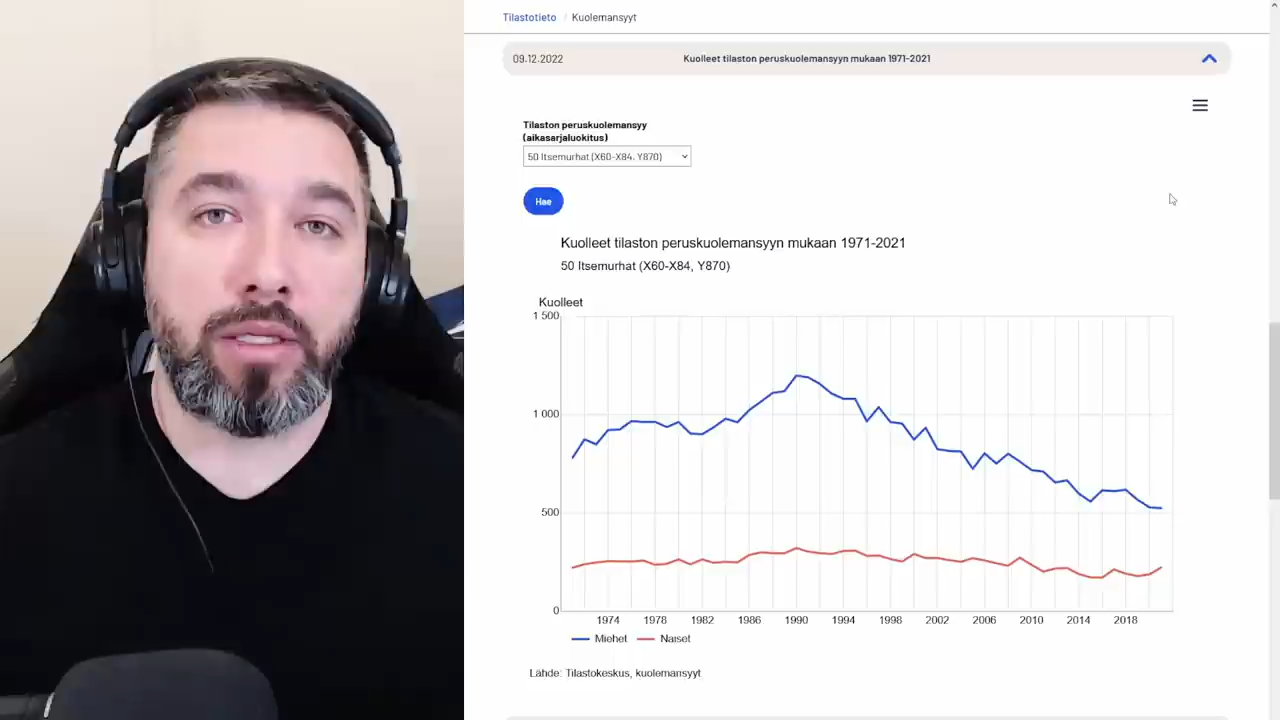 Tilastotieto / Kuolemansyyt
09.12.2022 Kuolleet tilaston peruskuolemansyyn mukaan 1971-2021
Tilaston peruskuolemansyy
(aikasarjaluokitus)
50 Itsemurhat (X60-X84, Y870)
Hae
Kuolleet tilaston peruskuolemansyyn mukaan 1971-2021
50 Itsemurhat (X60-X84, Y870)
Kuolleet
1 500
1 000
500
0
1974 1978 1982 1986 1990 1994 1998 2002 2006 2010 2014 2018
Miehet Naiset
Lähde: Tilastokeskus, kuolemansyyt